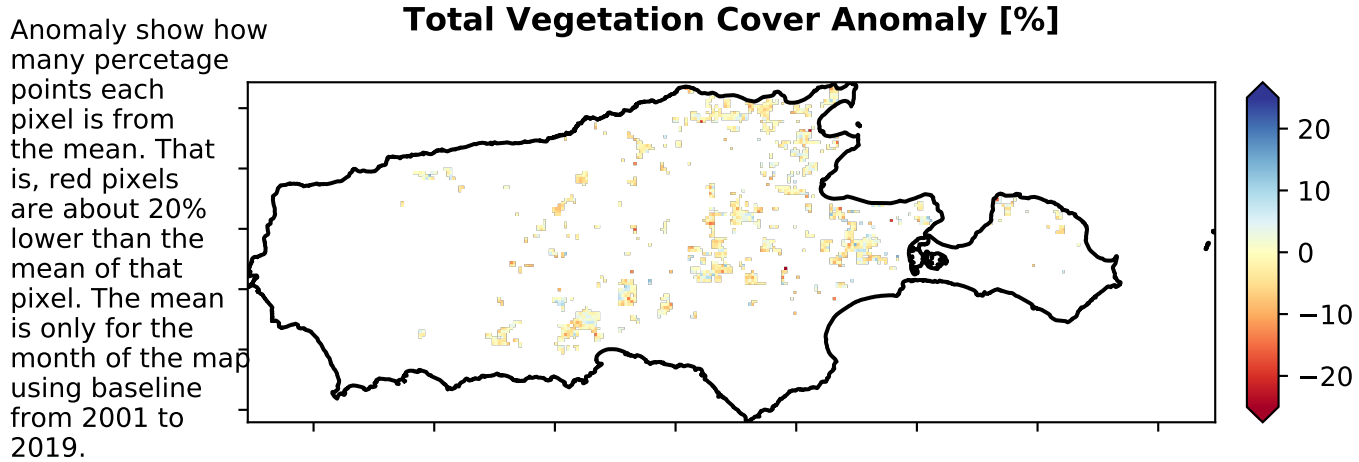 Total Vegetation Cover Anomaly [%]
Anomaly show how
many percetage
points each
pixel is from
the mean. That
is, red pixels
are about 20%
lower than the
mean of that
pixel. The mean
is only for the
month of the map
using baseline
from 2001 to
2019.
20
10
0
−10
−20